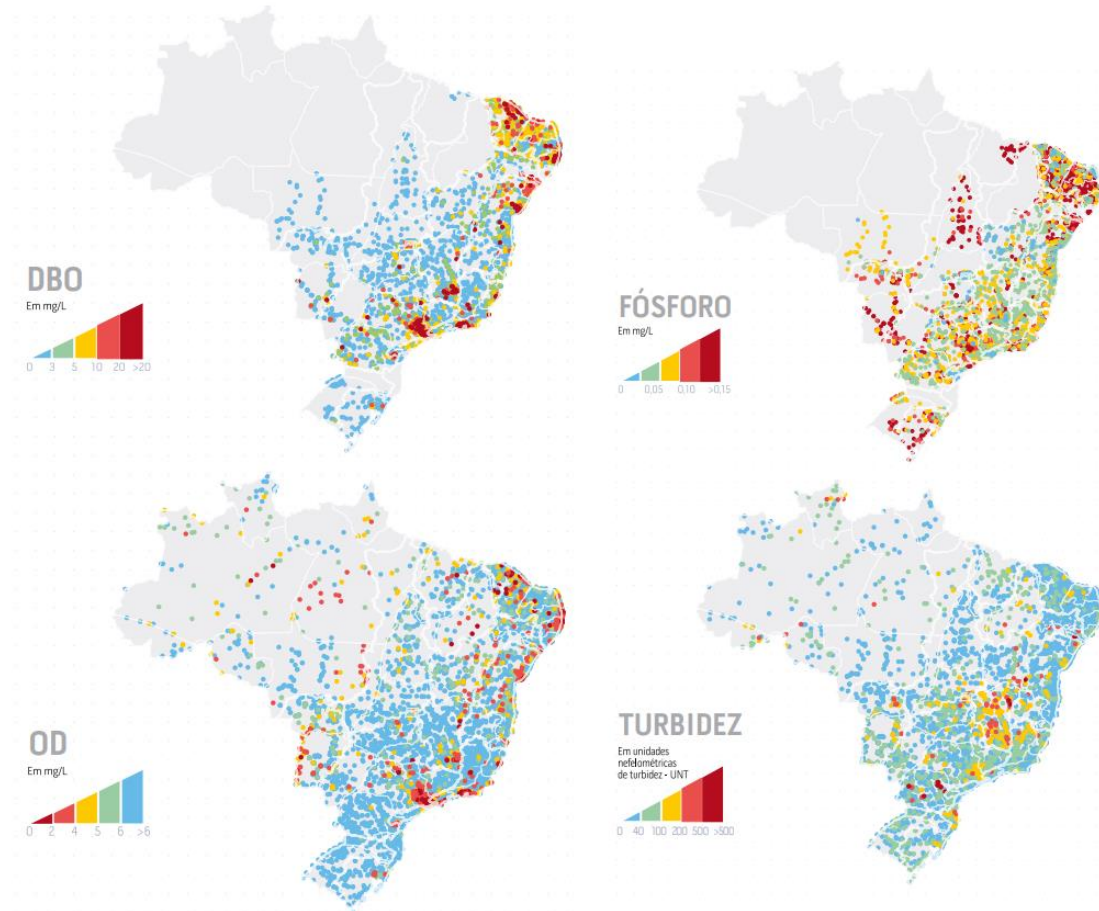 DBO
Em mg/L
0 3 5 10 20 >20
FÓSFORO
Em mg/L
0 0,05 0,10 >0,15
OD
Em mg/L
0 2 4 5 6 >6
TURBIDEZ
Em unidades
nefelométricas
de turbidez - UNT
0 40 100 200 500 >500